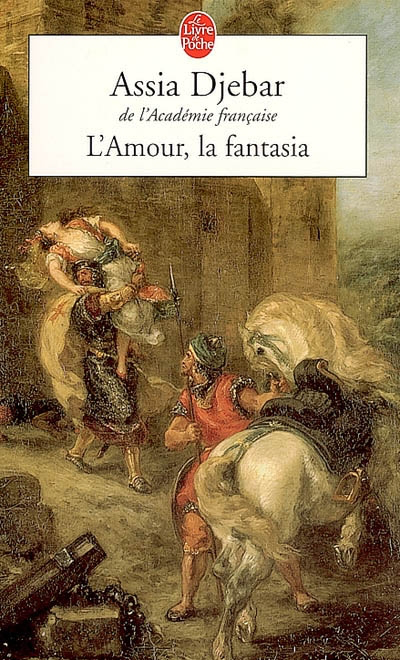 Le
Livre
de
Poche
Assia Djebar
de l'Académie française
L'Amour, la fantasia